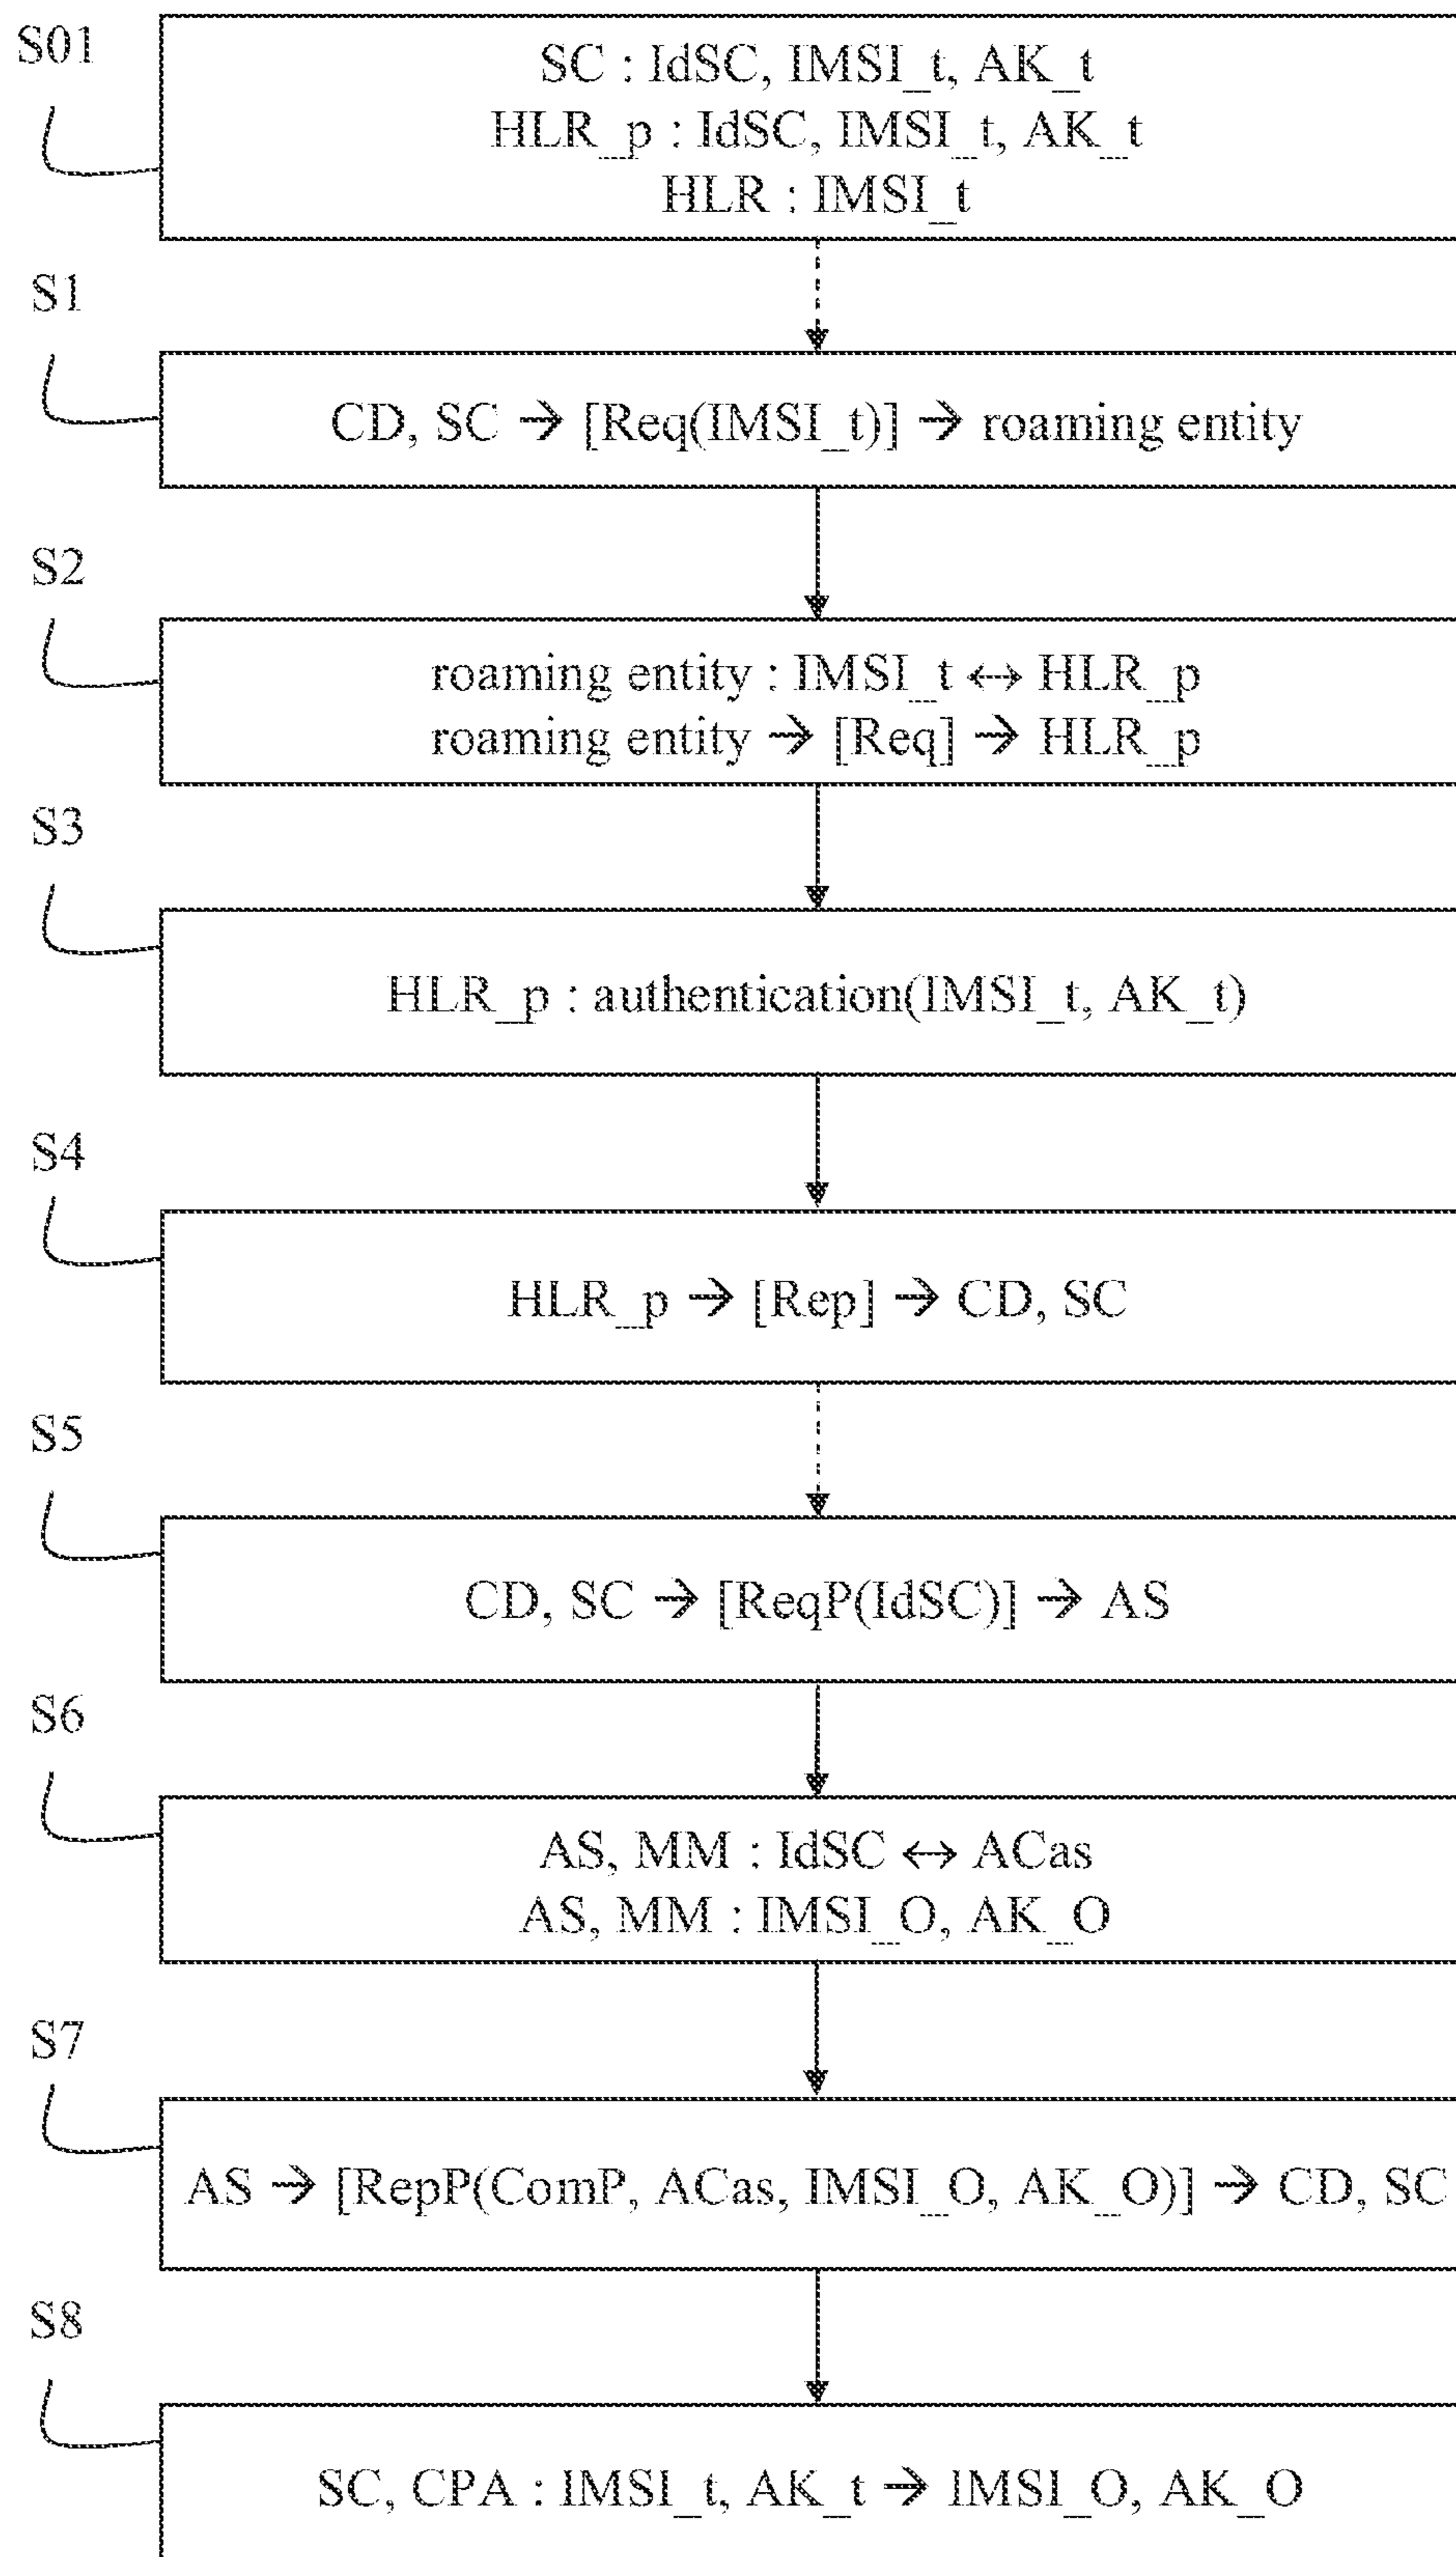 S01
SC : IdSC, IMSI_t, AK_t
HLR_p : IdSC, IMSI_t, AK_t
HLR : IMSI_t
S1
CD, SC → [Req(IMSI_t)] → roaming entity
S2
roaming entity : IMSI_t ↔ HLR_p
roaming entity → [Req] → HLR_p
S3
HLR_p : authentication(IMSI_t, AK_t)
S4
HLR_p → [Rep] → CD, SC
S5
CD, SC → [ReqP(IdSC)] → AS
S6
AS, MM : IdSC ↔ ACas
AS, MM : IMSI_O, AK_O
S7
AS → [RepP(ComP, ACas, IMSI_O, AK_O)] → CD, SC
S8
SC, CPA : IMSI_t, AK_t → IMSI_O, AK_O